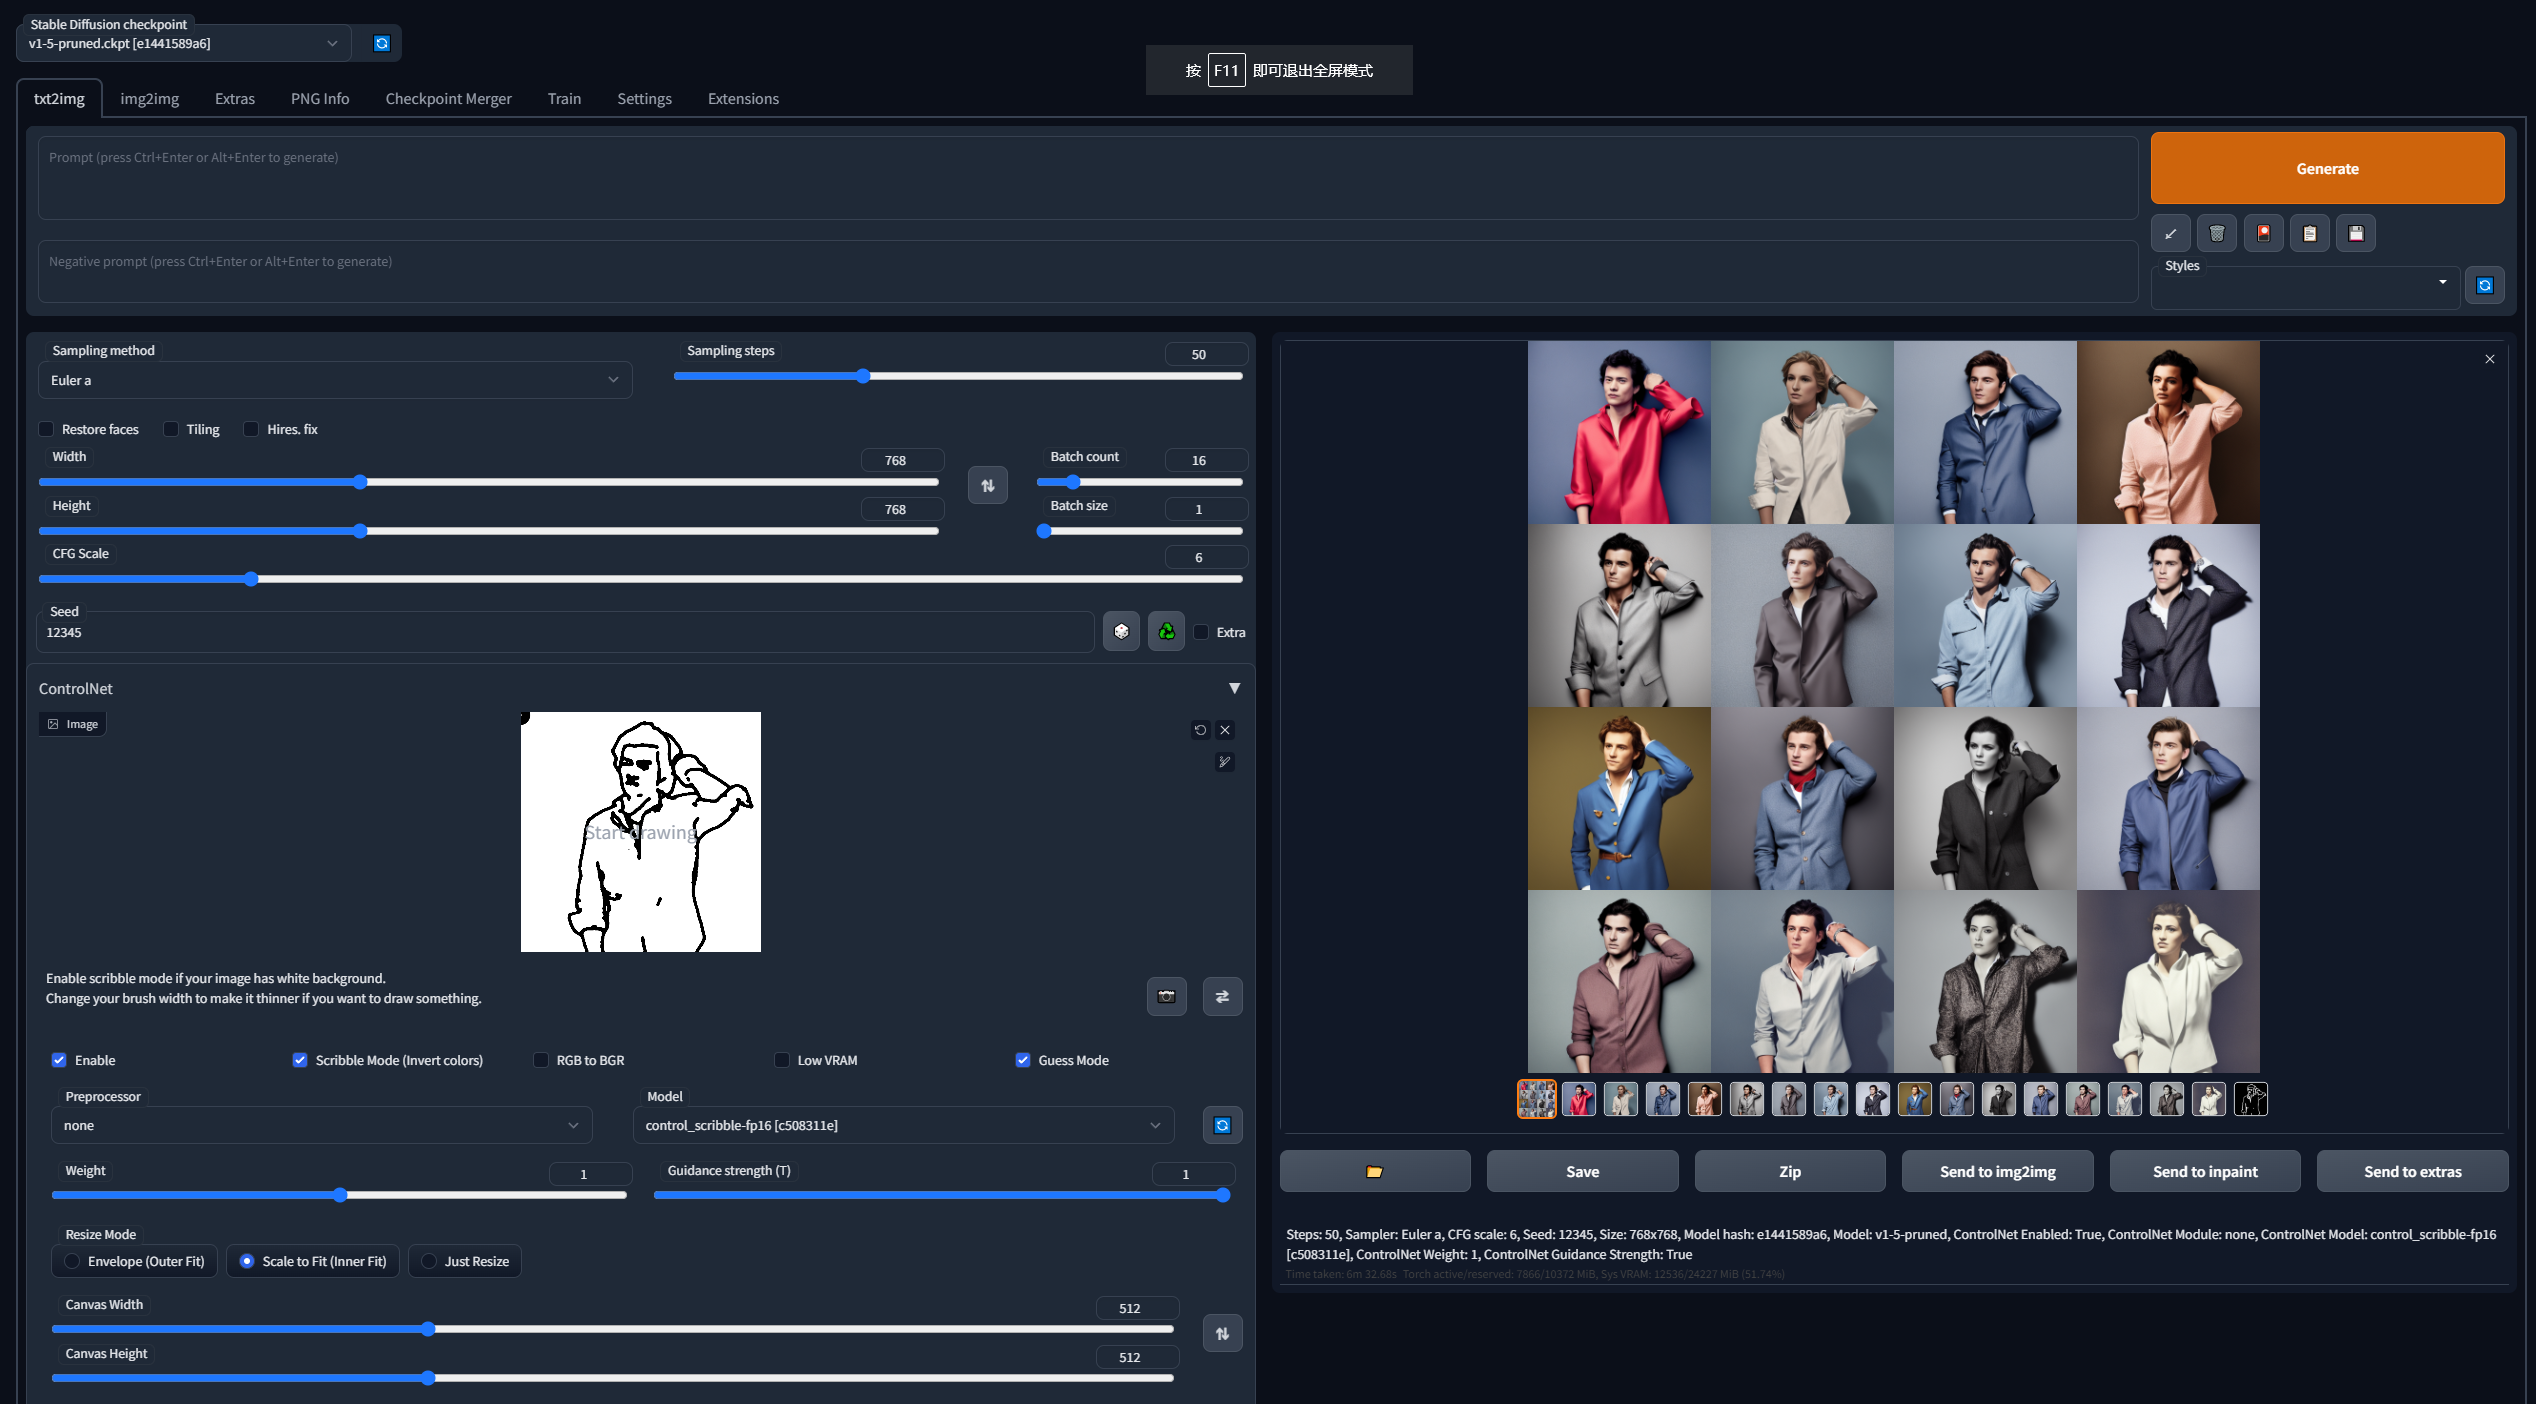 Stable Diffusion checkpoint
v1-5-pruned.ckpt [e1441589a6]
按 F11 即可退出全屏模式
txt2img
img2img
Extras
PNG Info
Checkpoint Merger
Train
Settings
Extensions
Prompt (press Ctrl+Enter or Alt+Enter to generate)
Negative prompt (press Ctrl+Enter or Alt+Enter to generate)
Generate
Styles
Sampling method
Euler a
Sampling steps
50
Restore faces
Tiling
Hires. fix
Width
768
Height
768
Batch count
16
Batch size
1
CFG Scale
6
Seed
12345
Extra
ControlNet
Image
Start drawing
Enable scribble mode if your image has white background.
Change your brush width to make it thinner if you want to draw something.
Enable
Scribble Mode (Invert colors)
RGB to BGR
Low VRAM
Guess Mode
Preprocessor
none
Model
control_scribble-fp16 [c508311e]
Weight
1
Guidance strength (T)
1
Resize Mode
Envelope (Outer Fit)
Scale to Fit (Inner Fit)
Just Resize
Canvas Width
512
Canvas Height
512
Save
Zip
Send to img2img
Send to inpaint
Send to extras
Steps: 50, Sampler: Euler a, CFG scale: 6, Seed: 12345, Size: 768x768, Model hash: e1441589a6, Model: v1-5-pruned, ControlNet Enabled: True, ControlNet Module: none, ControlNet Model: control_scribble-fp16
[c508311e], ControlNet Weight: 1, ControlNet Guidance Strength: True
Time taken: 6m 32.68s Torch active/reserved: 7866/10372 MiB, Sys VRAM: 12536/24227 MiB (51.74%)